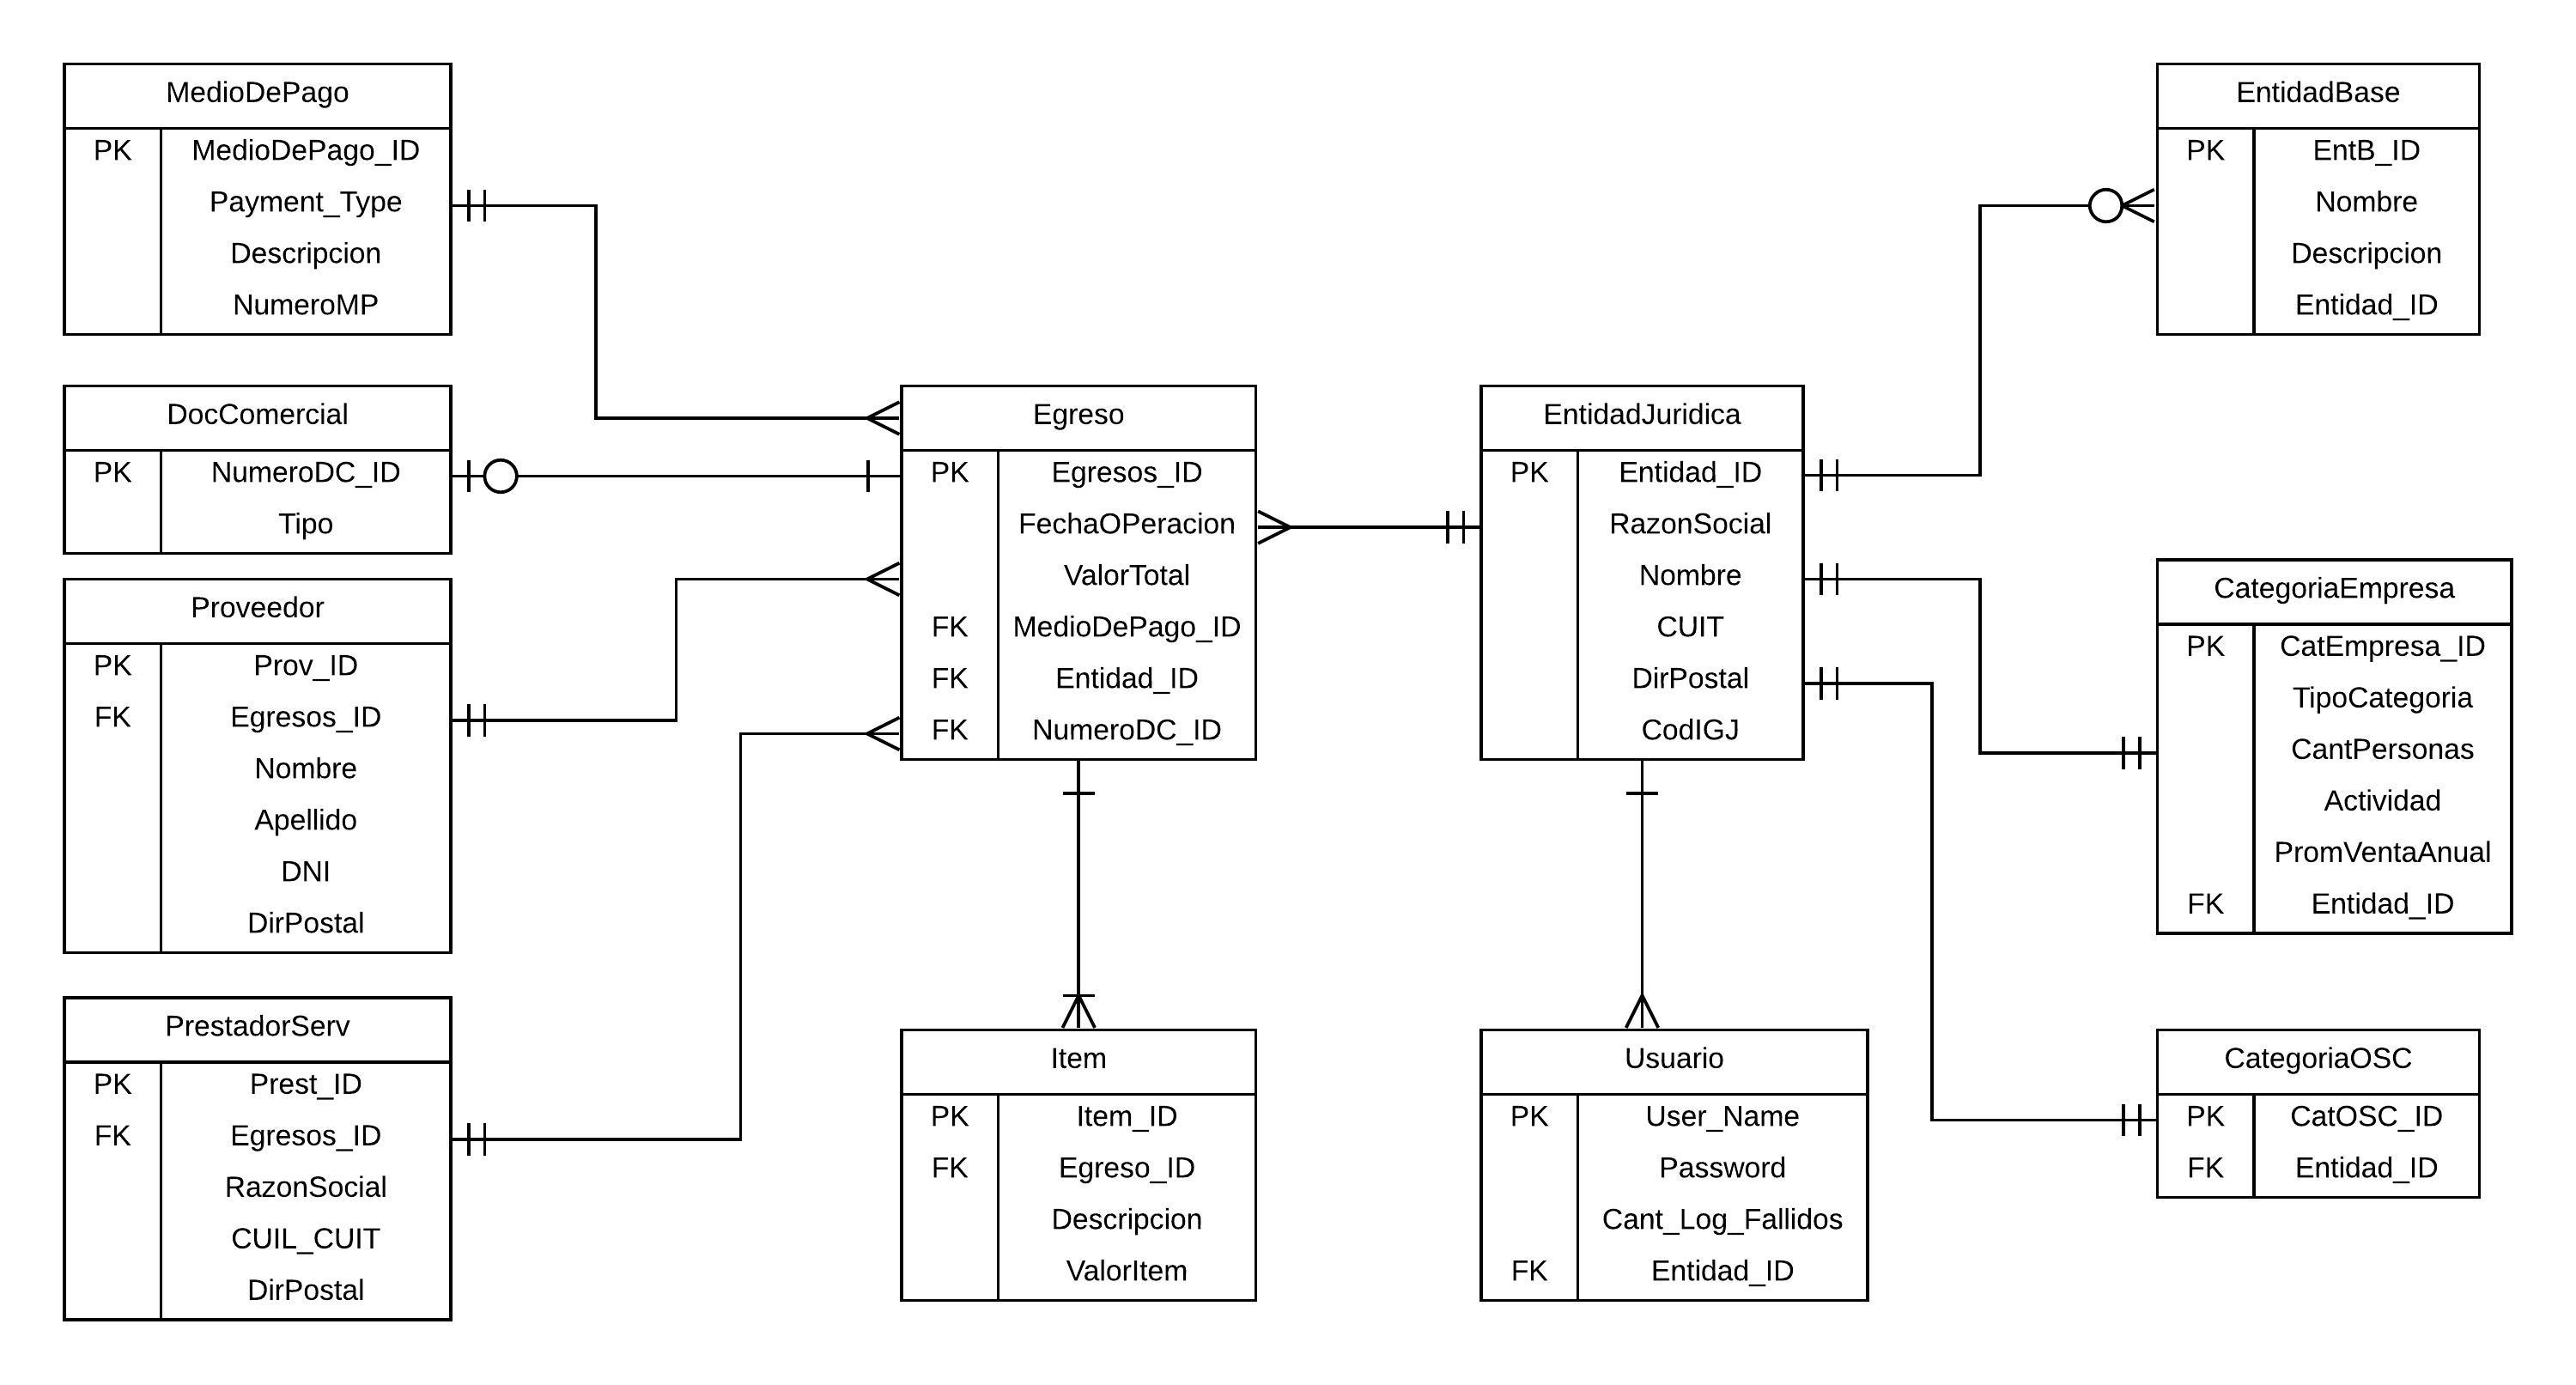 MedioDePago
PK MedioDePago_ID
Payment_Type
Descripcion
NumeroMP
DocComercial
PK NumeroDC_ID
Tipo
Proveedor
PK Prov_ID
FK Egresos_ID
Nombre
Apellido
DNI
DirPostal
PrestadorServ
PK Prest_ID
FK Egresos_ID
RazonSocial
CUIL_CUIT
DirPostal
Egreso
PK Egresos_ID
FechaOPeracion
ValorTotal
FK MedioDePago_ID
FK Entidad_ID
FK NumeroDC_ID
Item
PK Item_ID
FK Egreso_ID
Descripcion
ValorItem
EntidadJuridica
PK Entidad_ID
RazonSocial
Nombre
CUIT
DirPostal
CodIGJ
Usuario
PK User_Name
Password
Cant_Log_Fallidos
FK Entidad_ID
EntidadBase
PK EntB_ID
Nombre
Descripcion
Entidad_ID
CategoriaEmpresa
PK CatEmpresa_ID
TipoCategoria
CantPersonas
Actividad
PromVentaAnual
FK Entidad_ID
CategoriaOSC
PK CatOSC_ID
FK Entidad_ID